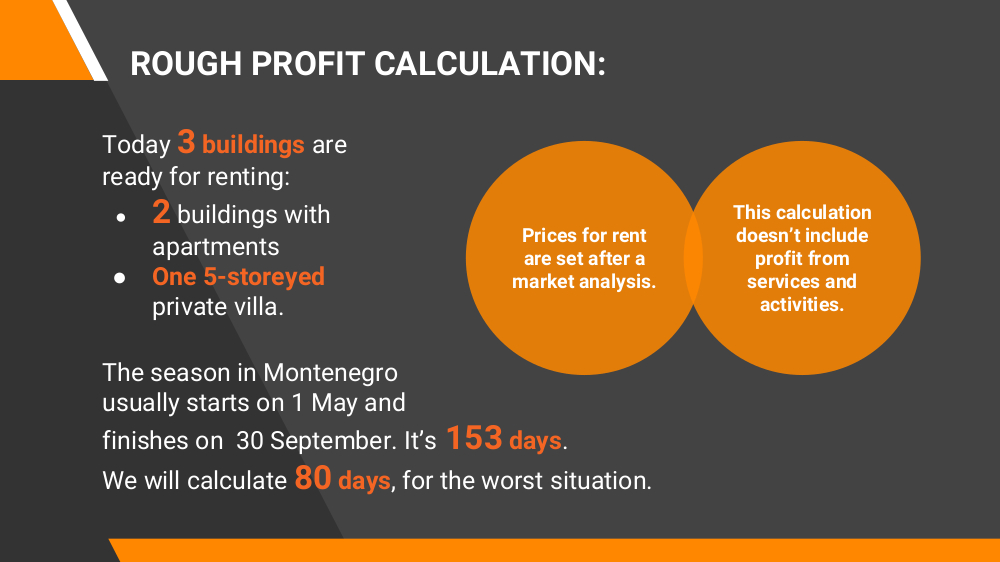 ROUGH PROFIT CALCULATION:
Today 3 buildings are
ready for renting:
● 2 buildings with
apartments
● One 5-storeyed
private villa.
The season in Montenegro
usually starts on 1 May and
finishes on 30 September. It’s 153 days.
We will calculate 80 days, for the worst situation.
Prices for rent
are set after a
market analysis.
This calculation
doesn’t include
profit from
services and
activities.